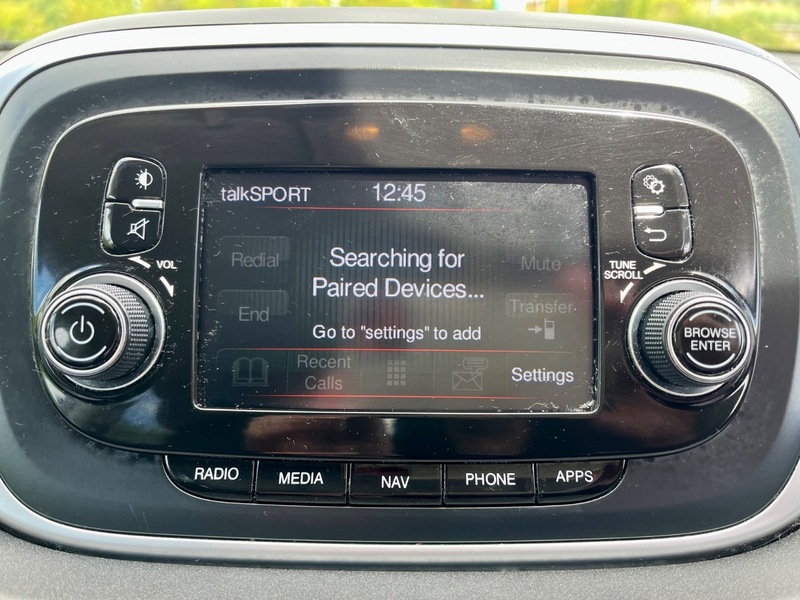 talkSPORT 12:45
Redial
Searching for
Paired Devices...
Mute
End
Transfer
Go to "settings" to add
Recent
Calls
Settings
VOL
TUNE
SCROLL
BROWSE
ENTER
RADIO
MEDIA
NAV
PHONE
APPS